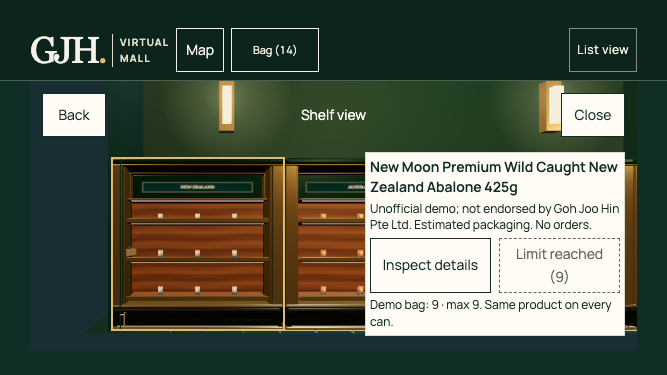 GJH.
VIRTUAL
MALL
Map
Bag (14)
List view
Back
Shelf view
Close
NEW ZEALAND
New Moon Premium Wild Caught New
Zealand Abalone 425g
Unofficial demo; not endorsed by Goh Joo Hin
Pte Ltd. Estimated packaging. No orders.
Inspect details
Limit reached
(9)
Demo bag: 9 · max 9. Same product on every
can.